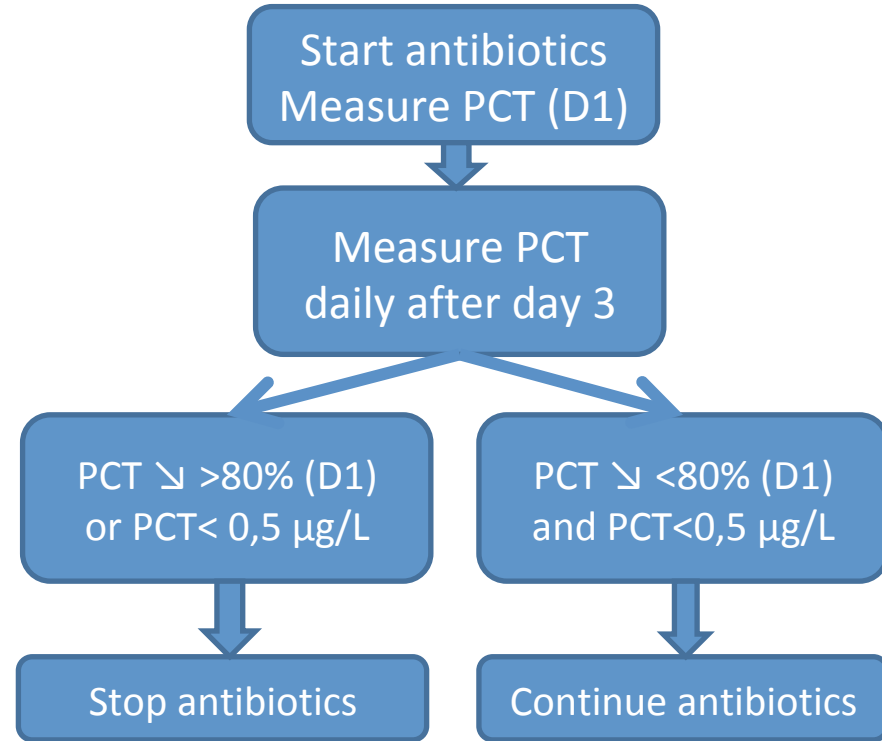 Start antibiotics
Measure PCT (D1)
Measure PCT
daily after day 3
PCT ↘ >80% (D1)
or PCT< 0,5 µg/L
PCT ↘ <80% (D1)
and PCT<0,5 µg/L
Stop antibiotics
Continue antibiotics